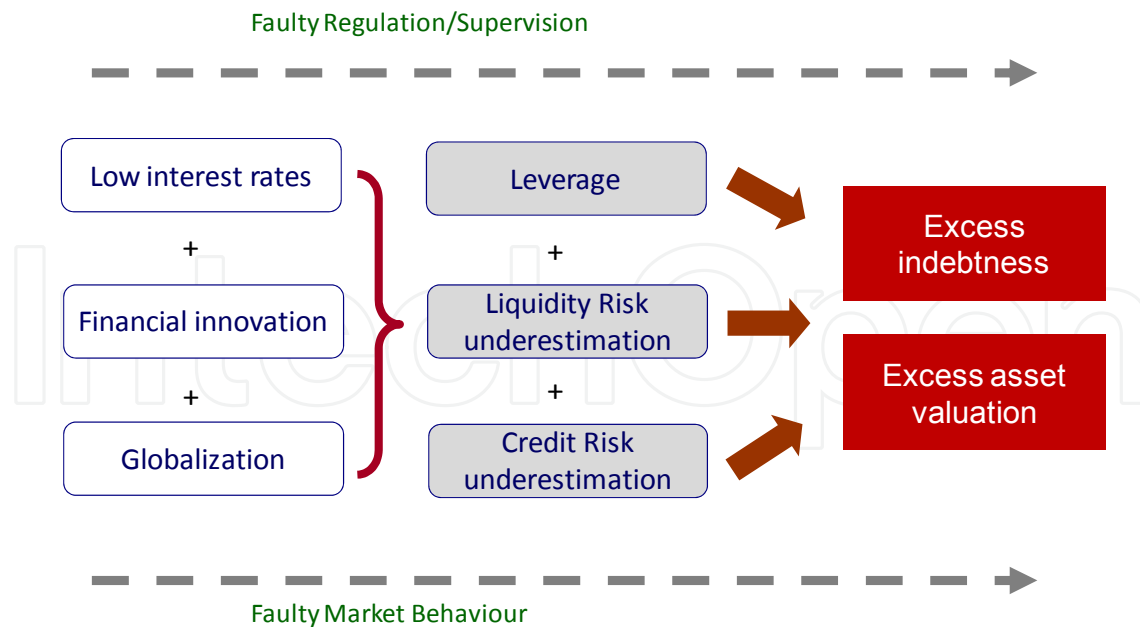 Faulty Regulation/Supervision
Low interest rates
+
Financial innovation
+
Globalization
Leverage
+
Liquidity Risk
underestimation
+
Credit Risk
underestimation
Excess
indebtness
Excess asset
valuation
IntechOpen
Faulty Market Behaviour